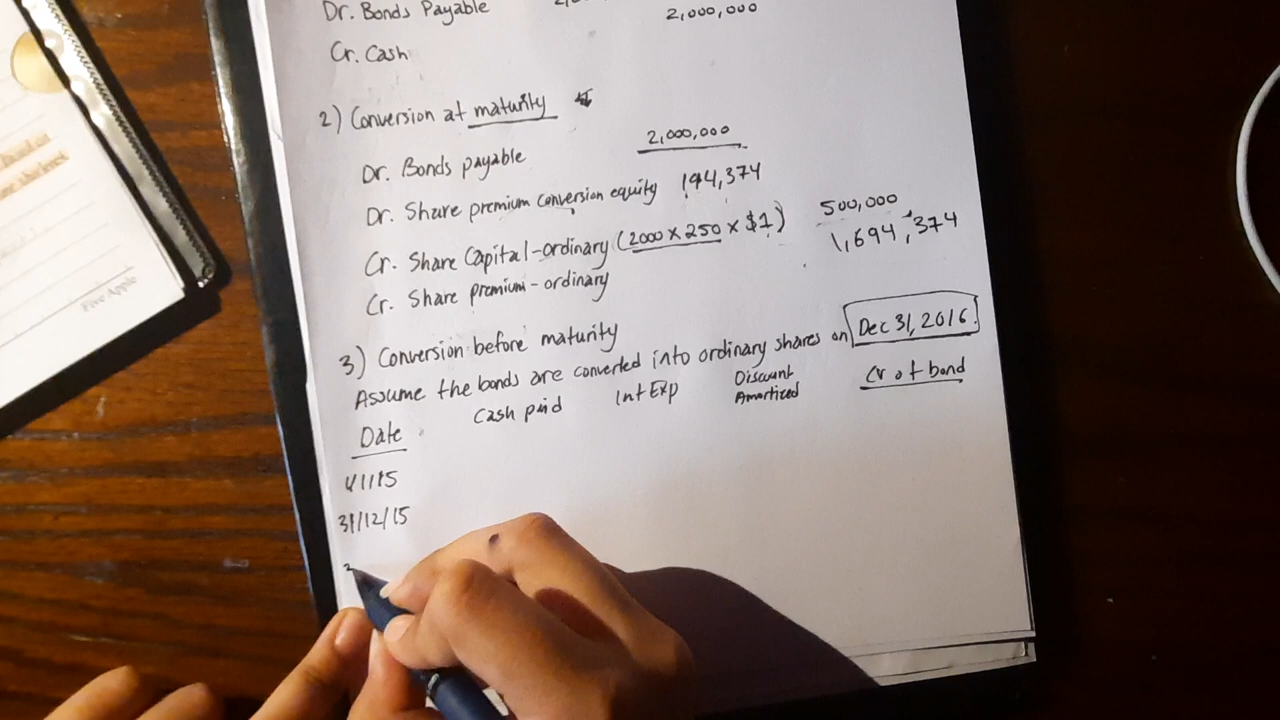 Dr. Bonds Payable
2,000,000
Cr. Cash
2) Conversion at maturity
Dr. Bonds payable 2,000,000
Dr. Share premium conversion equity 194,374
Cr. Share Capital-ordinary (2000 x 250 x $1) 500,000
Cr. Share premium-ordinary 1,694,374
3) Conversion before maturity
Assume the bonds are converted into ordinary shares on Dec 31, 2016.
Date Cash paid Int Exp Discount Amortized CV of bond
1/1/15
31/12/15
Five Apple